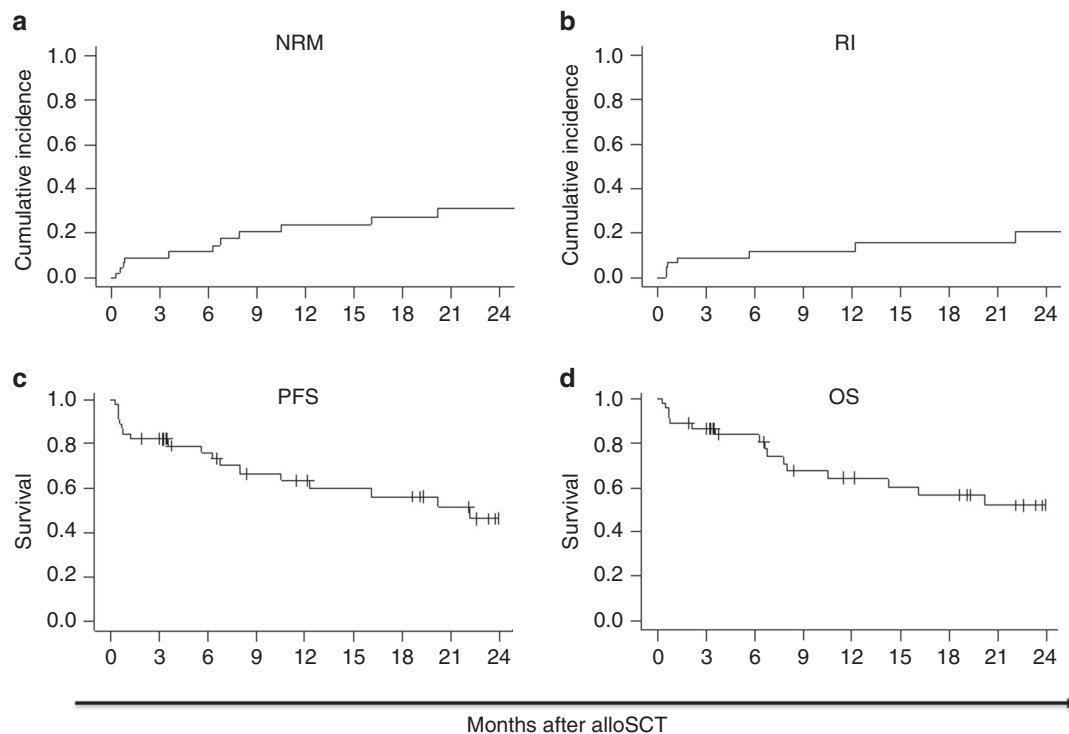 a
NRM
1.0
0.8
0.6
0.4
0.2
0.0
Cumulative incidence
0 3 6 9 12 15 18 21 24
b
RI
1.0
0.8
0.6
0.4
0.2
0.0
Cumulative incidence
0 3 6 9 12 15 18 21 24
c
PFS
1.0
0.8
0.6
0.4
0.2
0.0
Survival
0 3 6 9 12 15 18 21 24
d
OS
1.0
0.8
0.6
0.4
0.2
0.0
Survival
0 3 6 9 12 15 18 21 24
Months after alloSCT